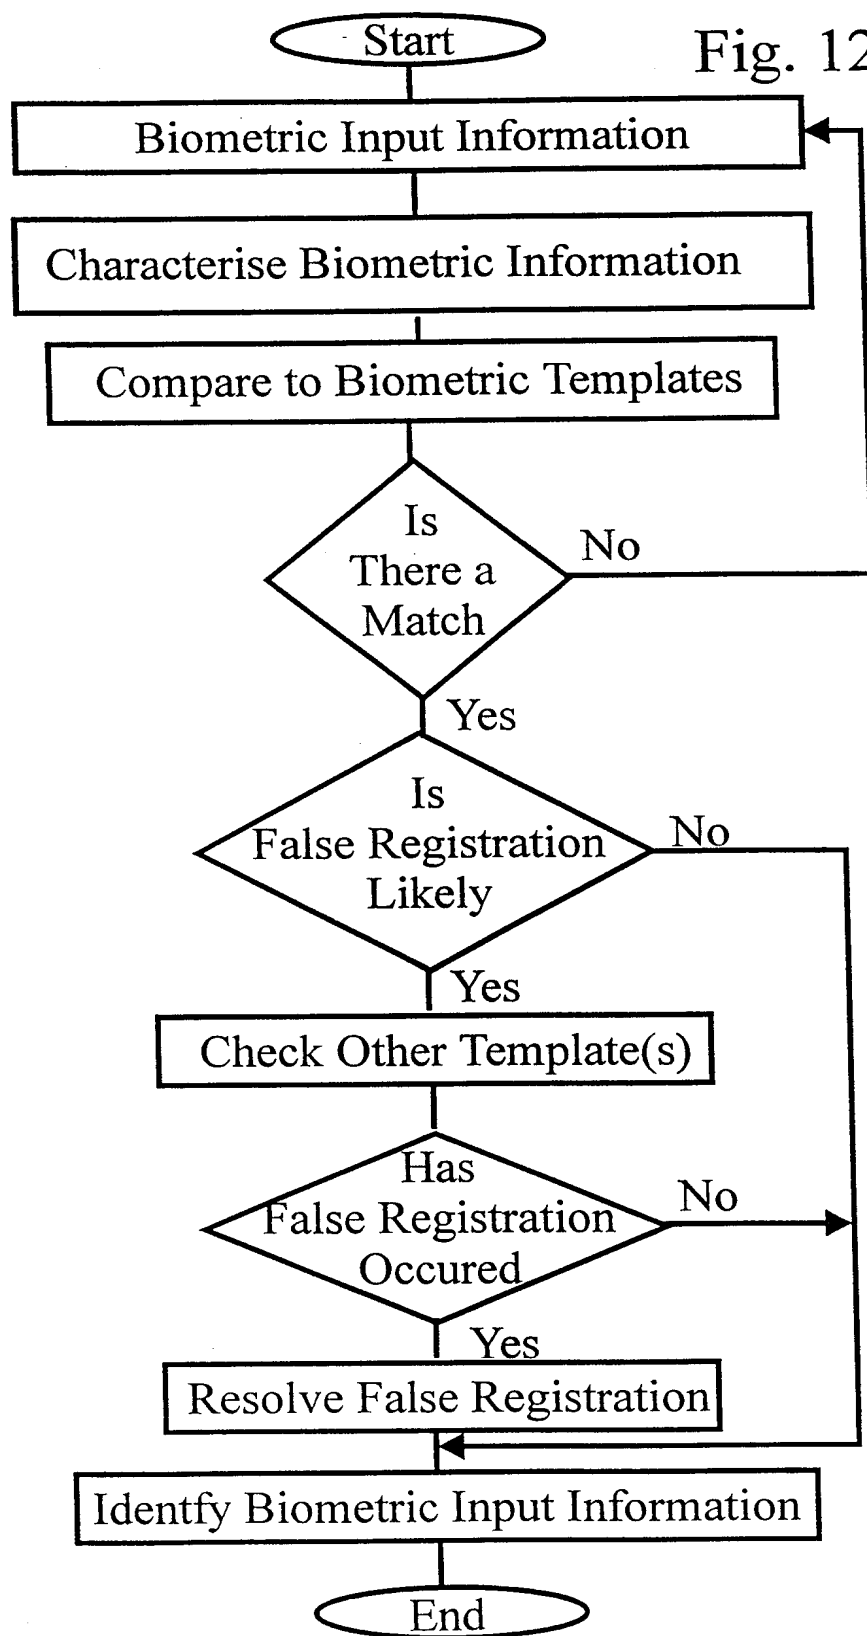 Start
Fig. 12
Biometric Input Information
Characterise Biometric Information
Compare to Biometric Templates
Is
There a
Match
No
Yes
Is
False Registration
Likely
No
Yes
Check Other Template(s)
Has
False Registration
Occured
No
Yes
Resolve False Registration
Identfy Biometric Input Information
End